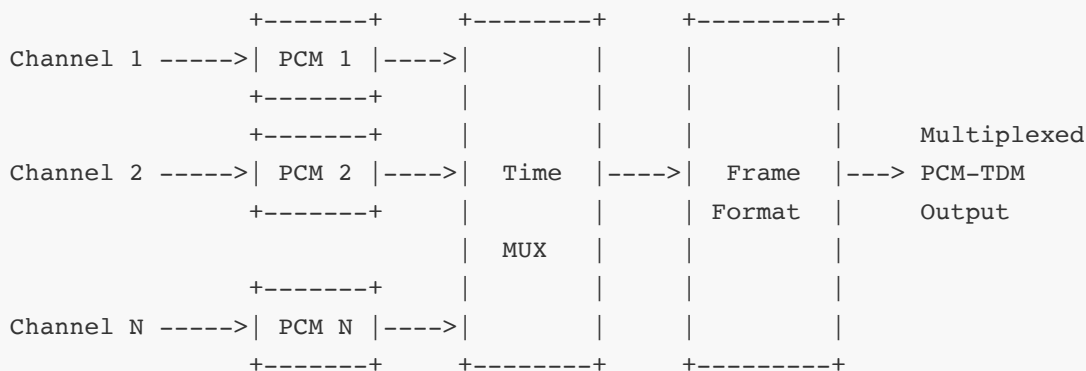 +-------+ +--------+ +---------+
Channel 1 ----->| PCM 1 |---->| | | |
+-------+ | | | |
+-------+ | | | | Multiplexed
Channel 2 ----->| PCM 2 |---->| Time |---->| Frame |---> PCM-TDM
+-------+ | | | Format | Output
| MUX | | |
+-------+ | | | |
Channel N ----->| PCM N |---->| | | |
+-------+ +--------+ +---------+